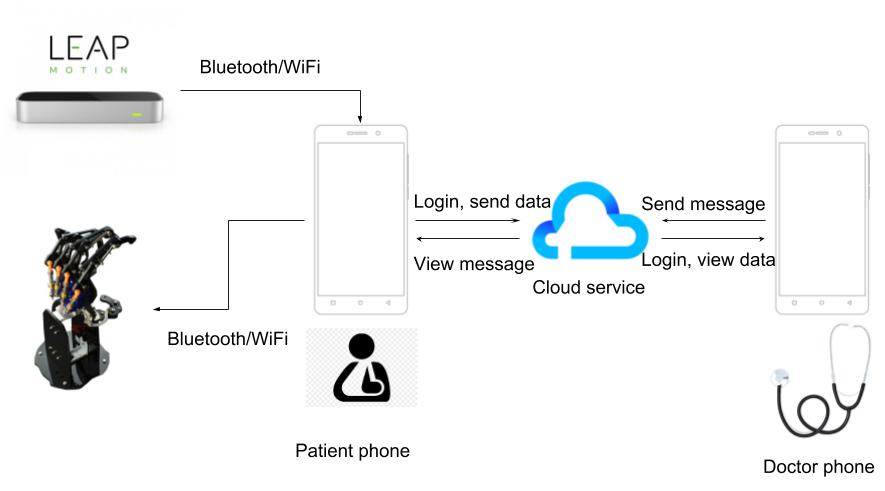 LEAP
MOTION
Bluetooth/WiFi
Login, send data
Send message
View message
Login, view data
Cloud service
Bluetooth/WiFi
Patient phone
Doctor phone